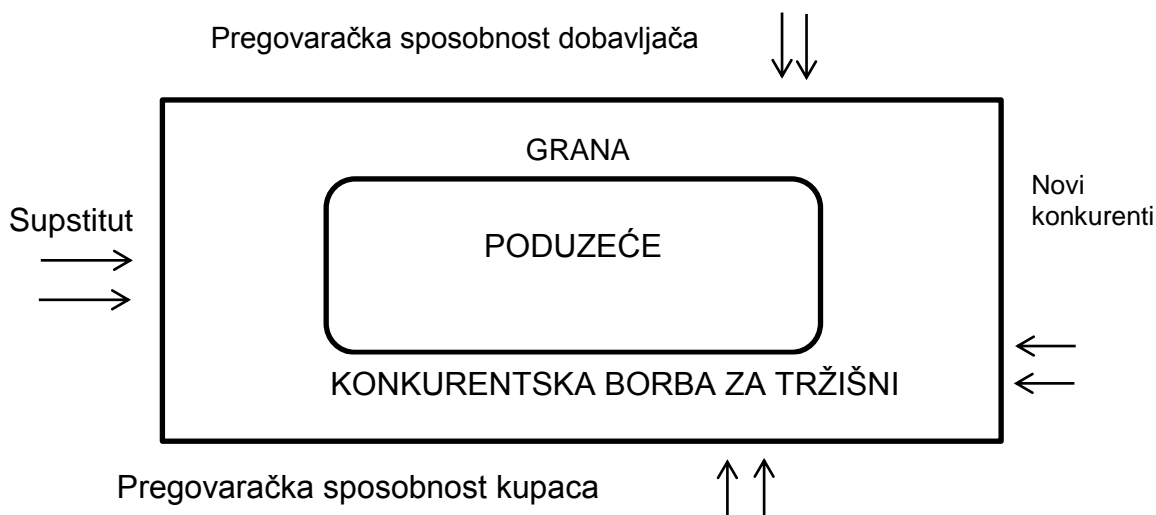 Pregovaračka sposobnost dobavljača
GRANA
Novi
konkurenti
Supstitut
PODUZEĆE
KONKURENTSKA BORBA ZA TRŽIŠNI
Pregovaračka sposobnost kupaca